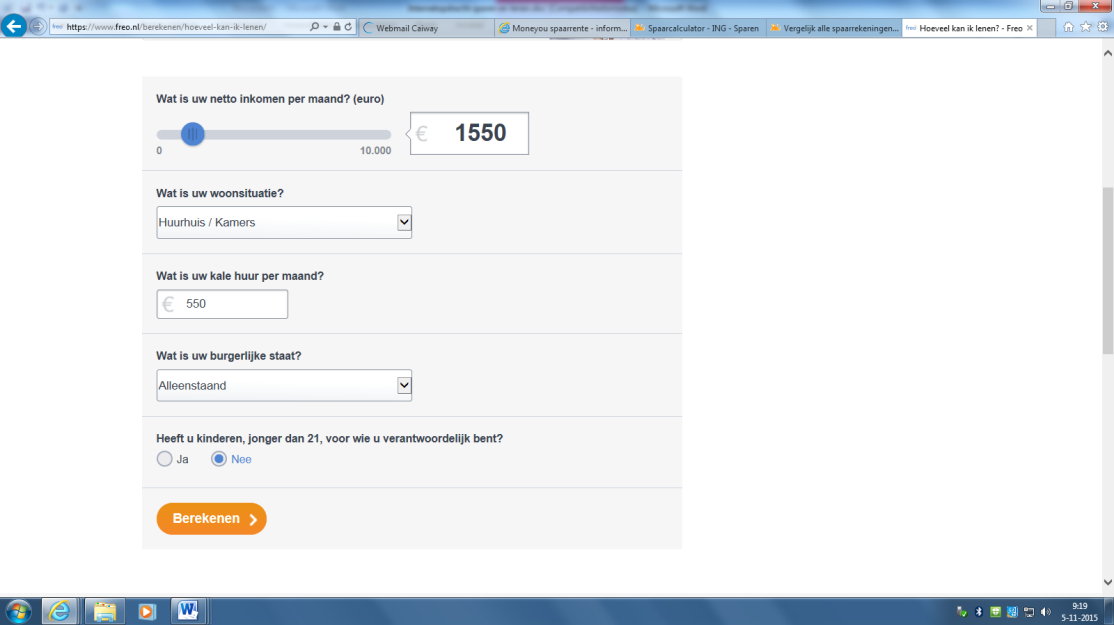 https://www.freo.nl/berekenen/hoeveel-kan-ik-lenen/
Webmail Caiway
Moneyou spaarrente - inform...
Spaarcalculator - ING - Sparen
Vergelijk alle spaarrekeningen...
freo Hoeveel kan ik lenen? - Freo
Wat is uw netto inkomen per maand? (euro)
€ 1550
0 10.000
Wat is uw woonsituatie?
Huurhuis / Kamers
Wat is uw kale huur per maand?
€ 550
Wat is uw burgerlijke staat?
Alleenstaand
Heeft u kinderen, jonger dan 21, voor wie u verantwoordelijk bent?
Ja Nee
Berekenen
9:19
5-11-2015